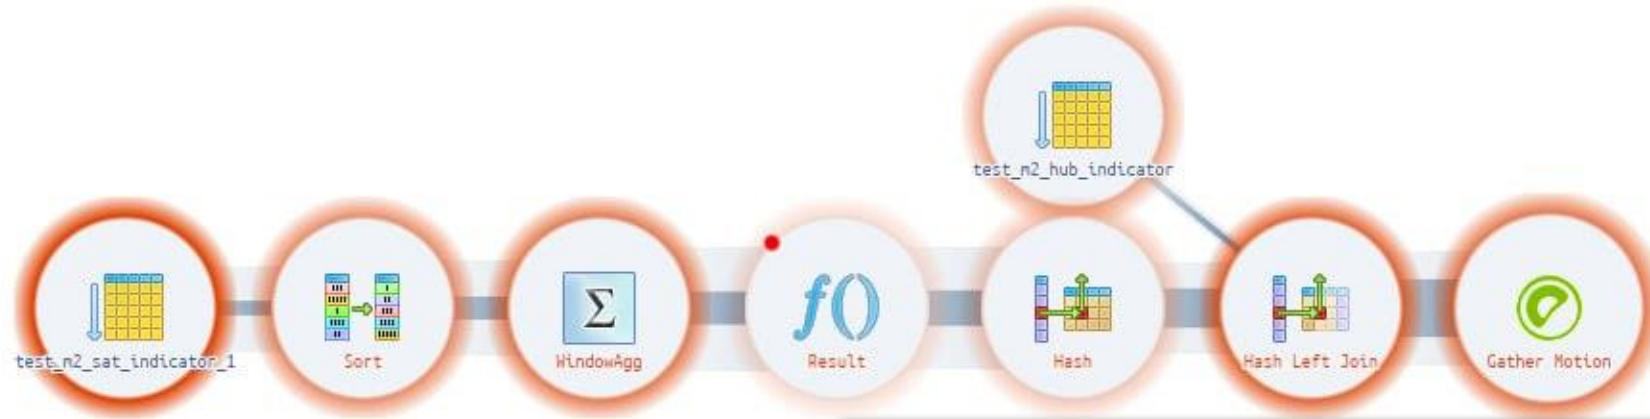 test_m2_hub_indicator
test_m2_sat_indicator_1
Sort
WindowAgg
Σ
f()
Result
Hash
Hash Left Join
Gather Motion